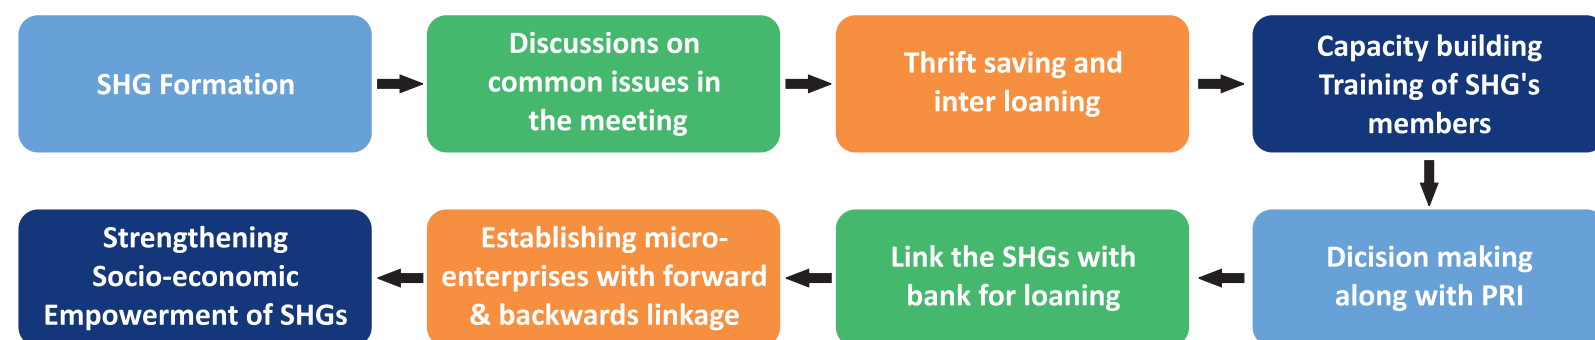 SHG Formation
Discussions on
common issues in
the meeting
Thrift saving and
inter loaning
Capacity building
Training of SHG's
members
Dicision making
along with PRI
Link the SHGs with
bank for loaning
Establishing micro-
enterprises with forward
& backwards linkage
Strengthening
Socio-economic
Empowerment of SHGs